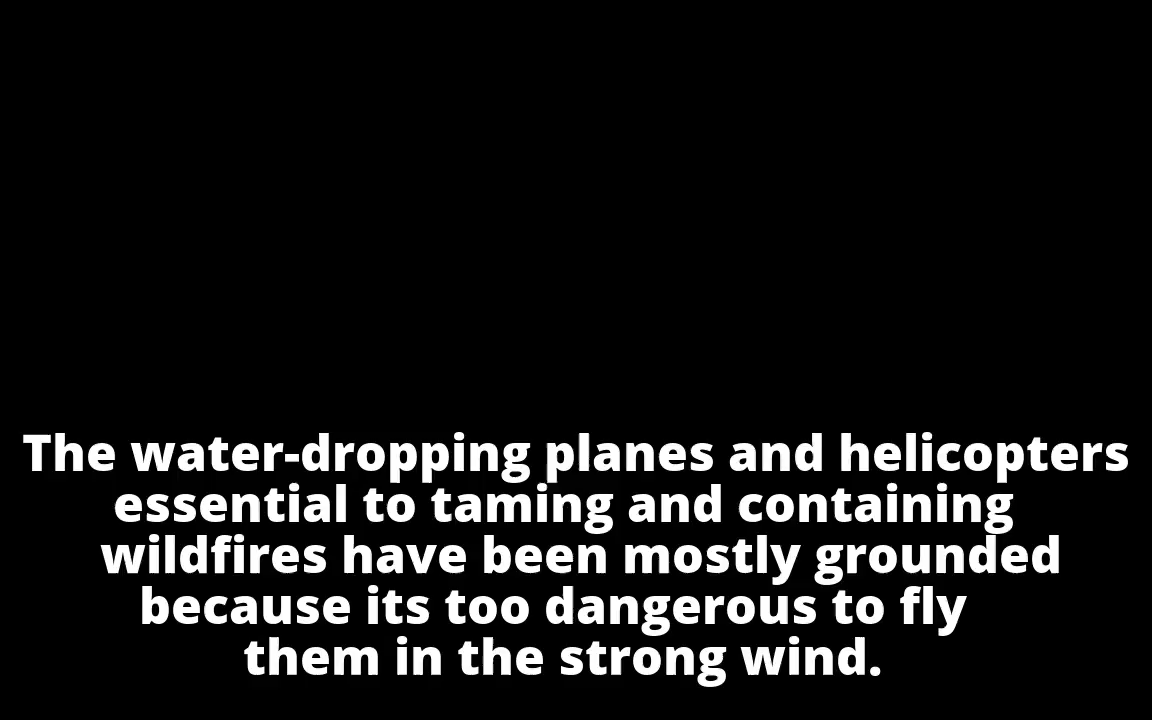 The water-dropping planes and helicopters
essential to taming and containing
wildfires have been mostly grounded
because its too dangerous to fly
them in the strong wind.